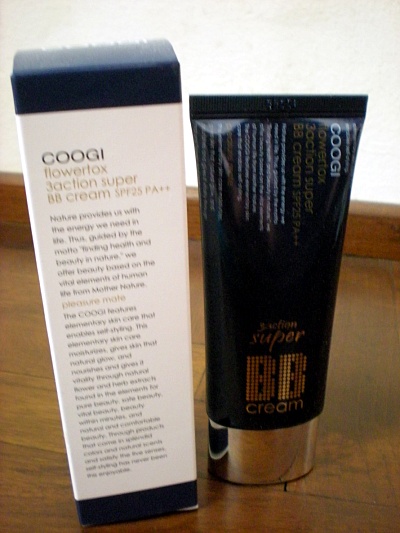 COOGI
flowertox
3action super
BB cream SPF25 PA++
Nature provides us with
the energy we need in
life. Thus, guided by the
motto "finding health and
beauty in nature," we
offer beauty based on the
vital elements of human
life from Mother Nature.
pleasure mate
The COOGI features
elementary skin care that
enables self-styling. This
elementary skin care
moisturizes, gives skin that
natural glow, and
nourishes and gives it
vitality through natural
flower and herb extracts
found in the elements for
pure beauty, safe beauty,
vital beauty, beauty
within minutes, and
natural and comfortable
beauty. Through products
that come in splendid
colors and natural scents
and satisfy the five senses,
self-styling has never been
this enjoyable.
COOGI
flowertox
3action super
BB cream SPF25 PA++
3action
super
BB
cream